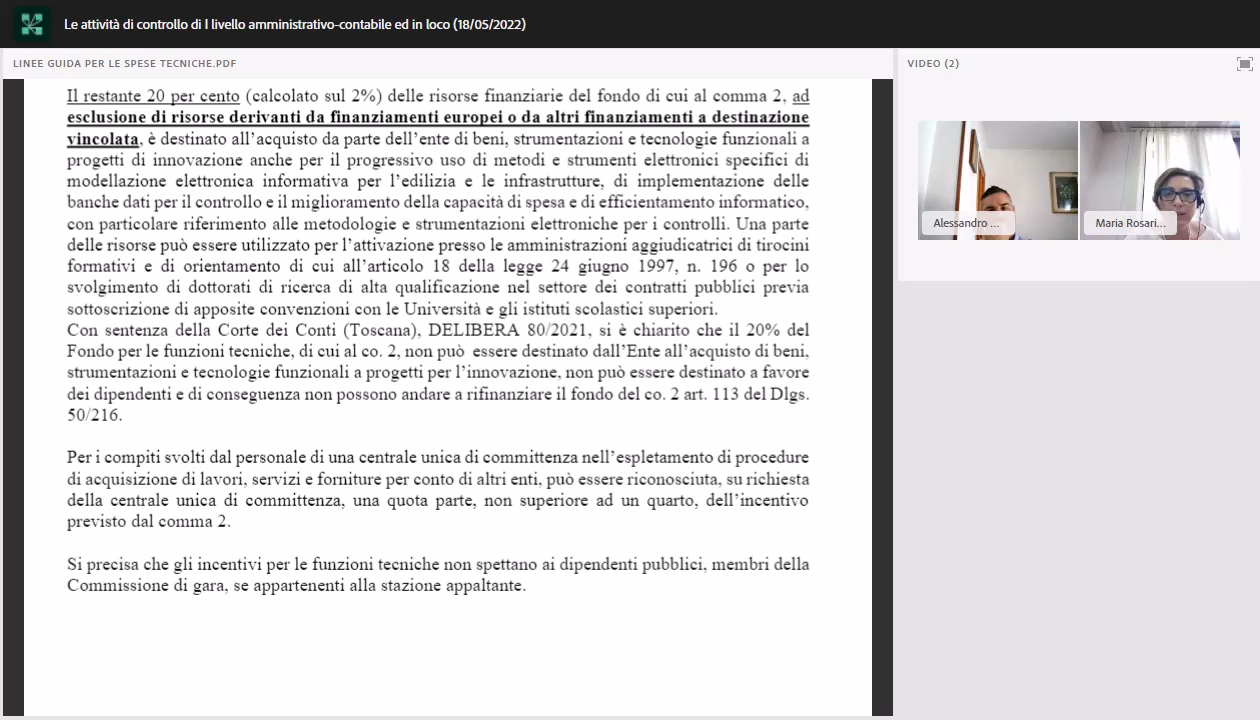 Le attività di controllo di I livello amministrativo-contabile ed in loco (18/05/2022)
LINEE GUIDA PER LE SPESE TECNICHE.PDF
VIDEO (2)
Il restante 20 per cento (calcolato sul 2%) delle risorse finanziarie del fondo di cui al comma 2, ad
esclusione di risorse derivanti da finanziamenti europei o da altri finanziamenti a destinazione
vincolata, è destinato all’acquisto da parte dell’ente di beni, strumentazioni e tecnologie funzionali a
progetti di innovazione anche per il progressivo uso di metodi e strumenti elettronici specifici di
modellazione elettronica informativa per l’edilizia e le infrastrutture, di implementazione delle
banche dati per il controllo e il miglioramento della capacità di spesa e di efficientamento informatico,
con particolare riferimento alle metodologie e strumentazioni elettroniche per i controlli. Una parte
delle risorse può essere utilizzato per l’attivazione presso le amministrazioni aggiudicatrici di tirocini
formativi e di orientamento di cui all’articolo 18 della legge 24 giugno 1997, n. 196 o per lo
svolgimento di dottorati di ricerca di alta qualificazione nel settore dei contratti pubblici previa
sottoscrizione di apposite convenzioni con le Università e gli istituti scolastici superiori.
Con sentenza della Corte dei Conti (Toscana), DELIBERA 80/2021, si è chiarito che il 20% del
Fondo per le funzioni tecniche, di cui al co. 2, non può essere destinato dall’Ente all’acquisto di beni,
strumentazioni e tecnologie funzionali a progetti per l’innovazione, non può essere destinato a favore
dei dipendenti e di conseguenza non possono andare a rifinanziare il fondo del co. 2 art. 113 del Dlgs.
50/216.
Per i compiti svolti dal personale di una centrale unica di committenza nell’espletamento di procedure
di acquisizione di lavori, servizi e forniture per conto di altri enti, può essere riconosciuta, su richiesta
della centrale unica di committenza, una quota parte, non superiore ad un quarto, dell’incentivo
previsto dal comma 2.
Si precisa che gli incentivi per le funzioni tecniche non spettano ai dipendenti pubblici, membri della
Commissione di gara, se appartenenti alla stazione appaltante.
Alessandro ...
Maria Rosari...